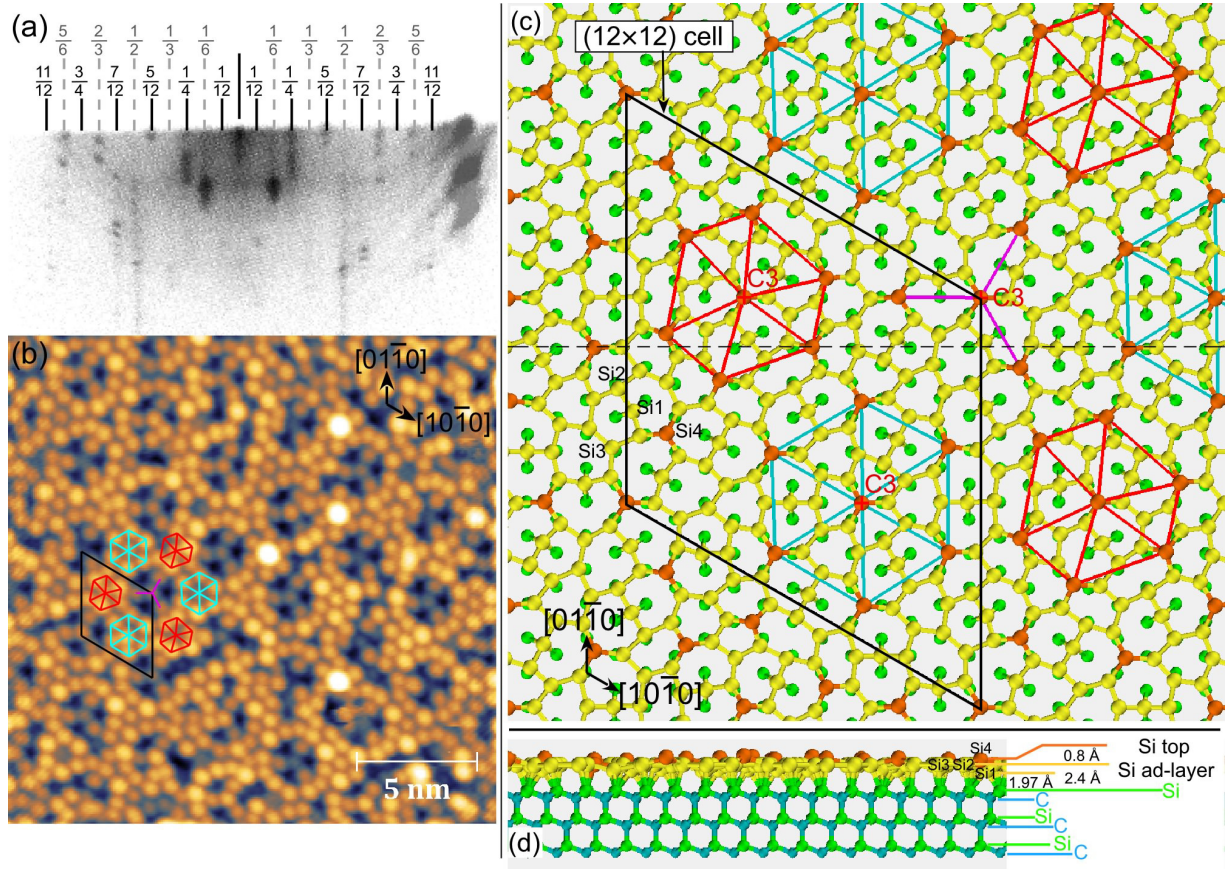 (a)
5/6 2/3 1/2 1/3 1/6 1/6 1/3 1/2 2/3 5/6
11/12 3/4 7/12 5/12 1/4 1/12 1/12 1/4 5/12 7/12 3/4 11/12
(b)
[011̅0]
[101̅0]
5 nm
(c)
(12×12) cell
C3
C3
Si2
Si1
Si4
Si3
C3
[011̅0]
[101̅0]
Si4
Si3 Si2
Si1
0.8 Å
Si top
Si ad-layer
1.97 Å
2.4 Å
Si
C
Si
C
Si
C
(d)